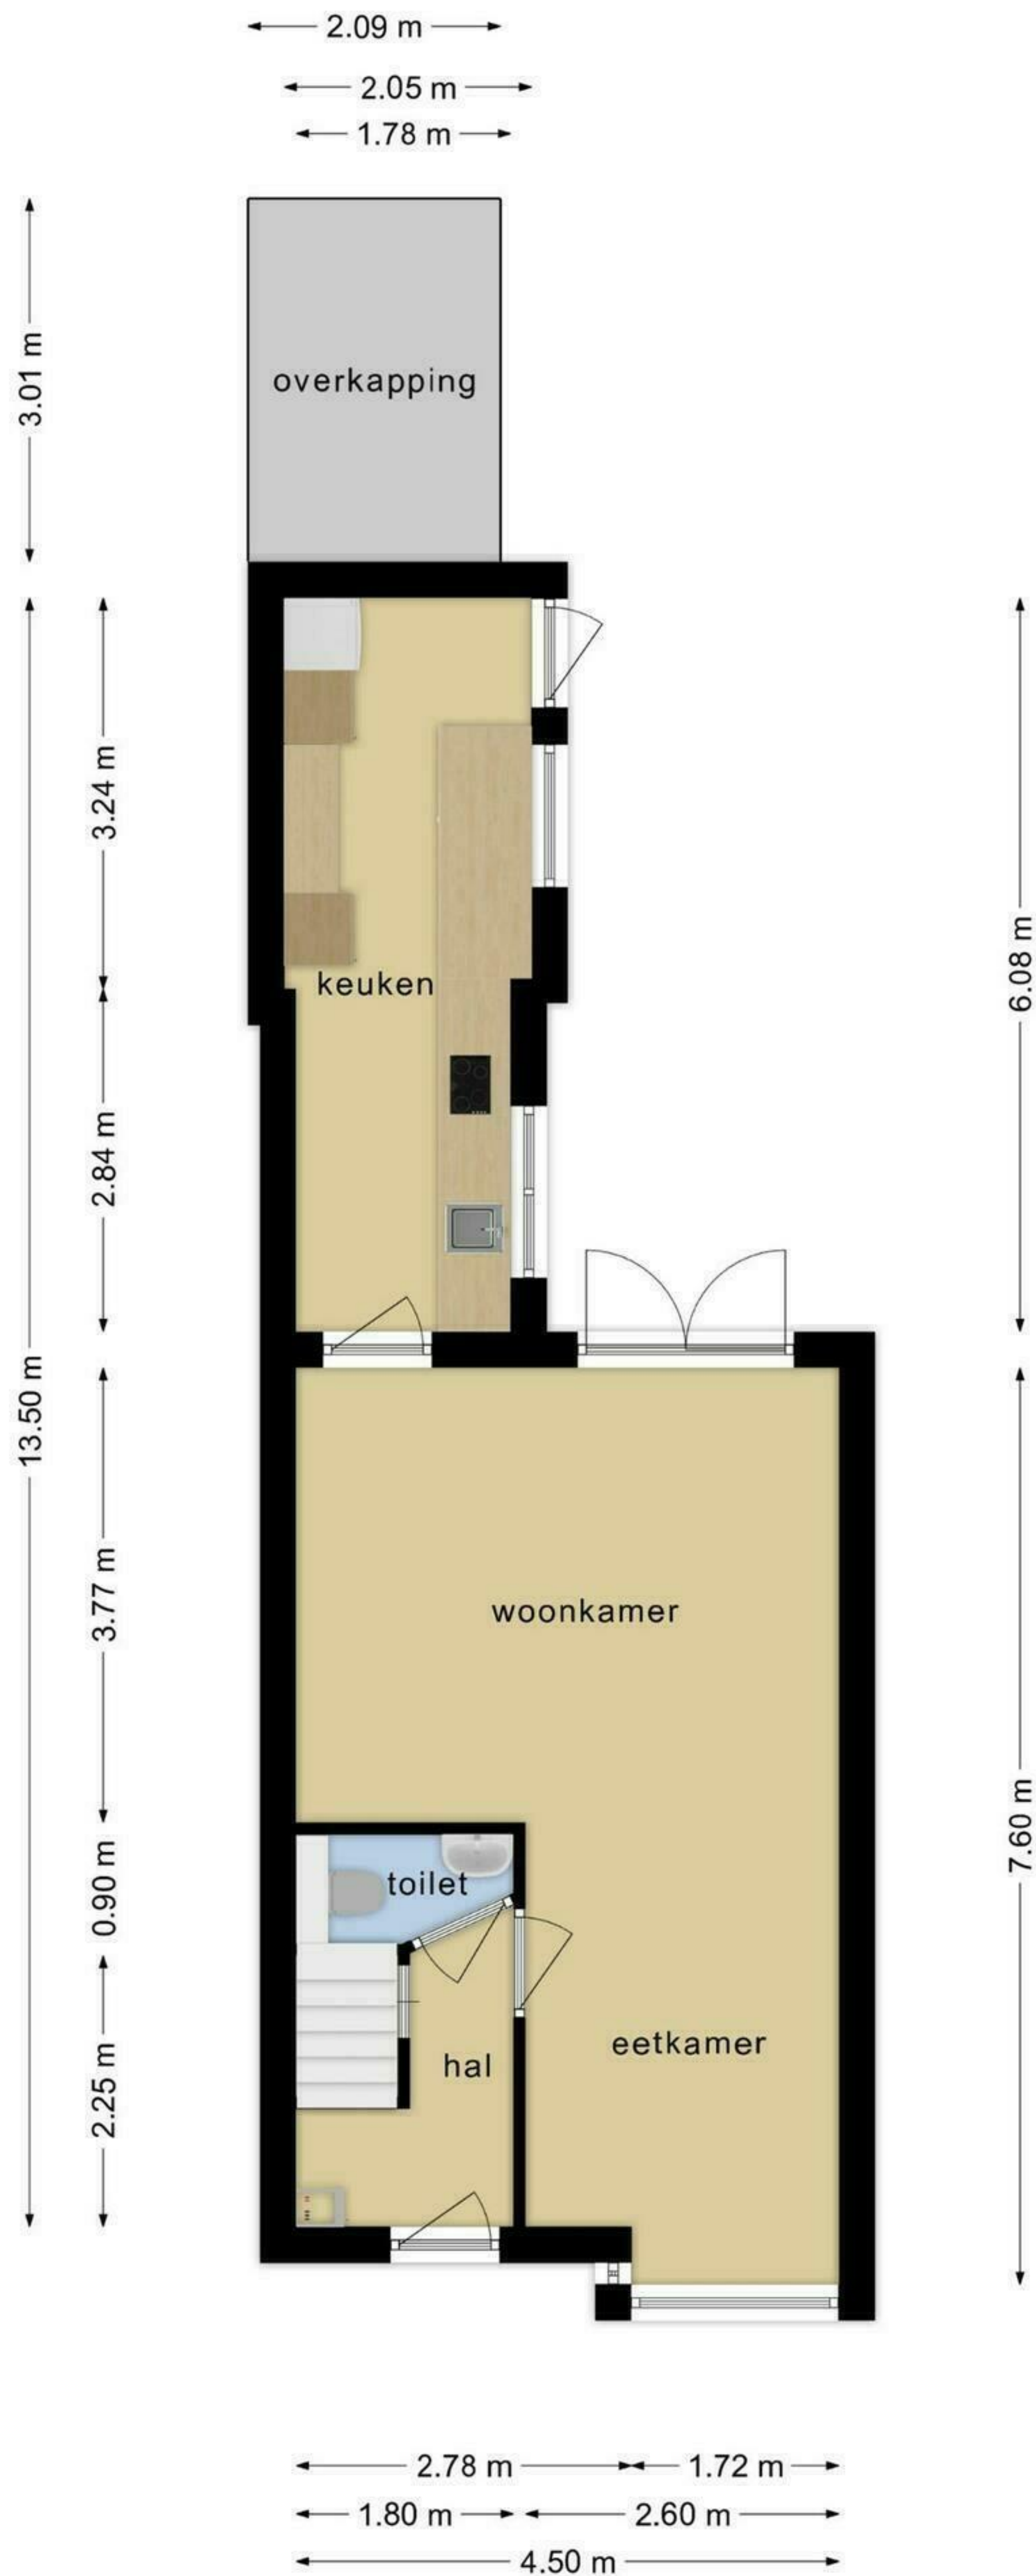 2.09 m
2.05 m
1.78 m
3.01 m
overkapping
3.24 m
6.08 m
keuken
2.84 m
13.50 m
3.77 m
woonkamer
7.60 m
0.90 m
toilet
eetkamer
hal
2.25 m
2.78 m 1.72 m
1.80 m 2.60 m
4.50 m